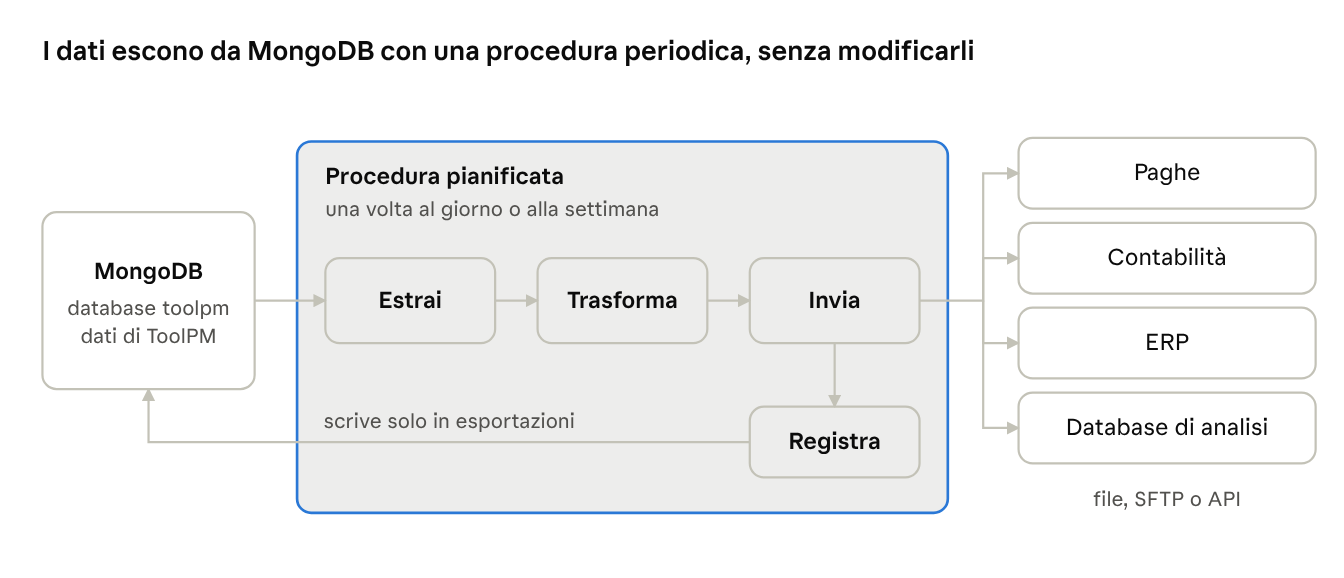 I dati escono da MongoDB con una procedura periodica, senza modificarli
Procedura pianificata
una volta al giorno o alla settimana
MongoDB
database toolpm
dati di ToolPM
Estrai
Trasforma
Invia
scrive solo in esportazioni
Registra
Paghe
Contabilità
ERP
Database di analisi
file, SFTP o API